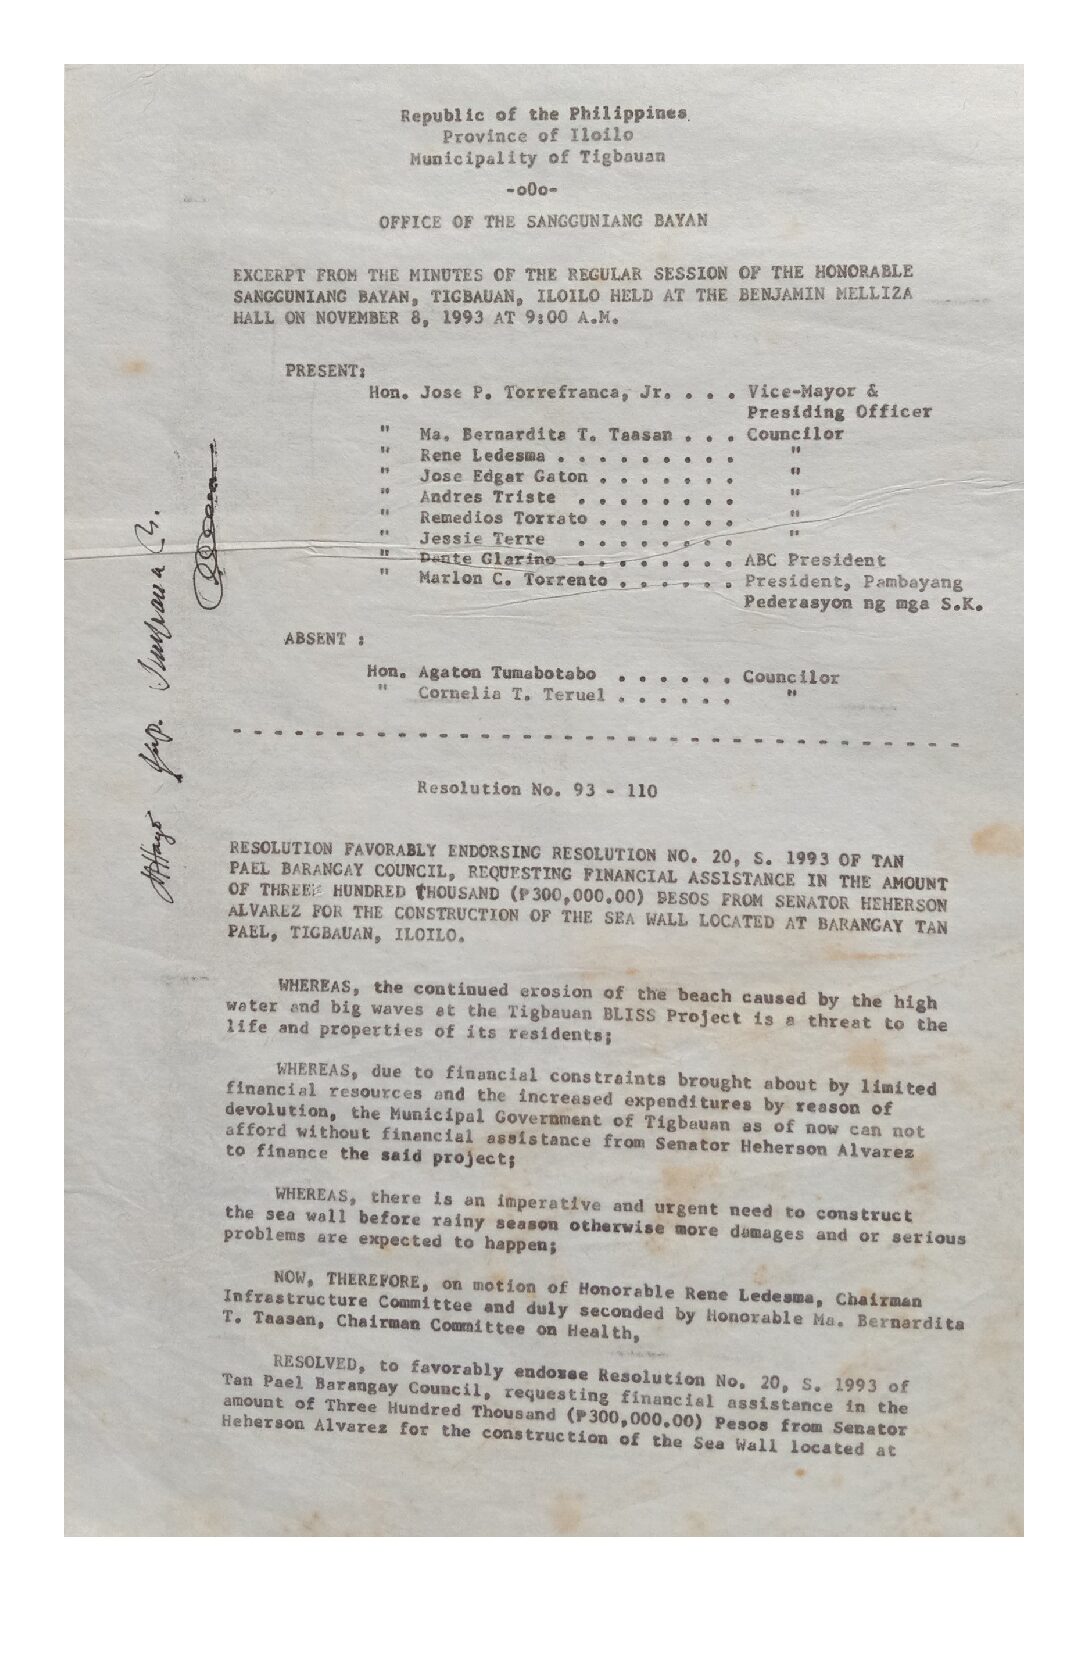 Republic of the Philippines
Province of Iloilo
Municipality of Tigbauan
-oOo-
OFFICE OF THE SANGGUNIANG BAYAN
EXCERPT FROM THE MINUTES OF THE REGULAR SESSION OF THE HONORABLE
SANGGUNIANG BAYAN, TIGBAUAN, ILOILO HELD AT THE BENJAMIN MELLIZA
HALL ON NOVEMBER 8, 1993 AT 9:00 A.M.
PRESENT:
Hon. Jose P. Torrefranca, Jr. . . . Vice-Mayor &
Presiding Officer
" Ma. Bernardita T. Taasan . . . Councilor
" Rene Ledesma . . . . . . . . . "
" Jose Edgar Gaton . . . . . . . "
" Andres Triste . . . . . . . . "
" Remedios Torrato . . . . . . . "
" Jessie Terre . . . . . . . . "
" Dante Glarino . . . . . . . . ABC President
" Marlon C. Torrento . . . . . . President, Pambayang
Pederasyon ng mga S.K.
ABSENT :
Hon. Agaton Tumabotabo . . . . . . Councilor
" Cornelia T. Teruel . . . . . . "
- - - - - - - - - - - - - - - - - - - - - - - - - - - - - - - - - - - -
Resolution No. 93 - 110
RESOLUTION FAVORABLY ENDORSING RESOLUTION NO. 20, S. 1993 OF TAN
PAEL BARANGAY COUNCIL, REQUESTING FINANCIAL ASSISTANCE IN THE AMOUNT
OF THREE HUNDRED tHOUSAND (₱300,000.00) PESOS FROM SENATOR HEHERSON
ALVAREZ FOR THE CONSTRUCTION OF THE SEA WALL LOCATED AT BARANGAY TAN
PAEL, TIGBAUAN, ILOILO.
WHEREAS, the continued erosion of the beach caused by the high
water and big waves at the Tigbauan BLISS Project is a threat to the
life and properties of its residents;
WHEREAS, due to financial constraints brought about by limited
financial resources and the increased expenditures by reason of
devolution, the Municipal Government of Tigbauan as of now can not
afford without financial assistance from Senator Heherson Alvarez
to finance the said project;
WHEREAS, there is an imperative and urgent need to construct
the sea wall before rainy season otherwise more damages and or serious
problems are expected to happen;
NOW, THEREFORE, on motion of Honorable Rene Ledesma, Chairman
Infrastructure Committee and duly seconded by Honorable Ma. Bernardita
T. Taasan, Chairman Committee on Health,
RESOLVED, to favorably endorse Resolution No. 20, S. 1993 of
Tan Pael Barangay Council, requesting financial assistance in the
amount of Three Hundred Thousand (₱300,000.00) Pesos from Senator
Heherson Alvarez for the construction of the Sea Wall located at